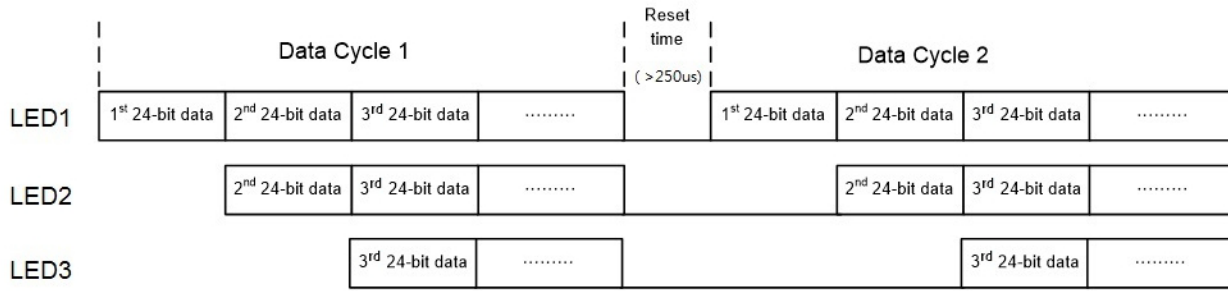 Reset
time
Data Cycle 1
Data Cycle 2
( >250us)
LED1 1st 24-bit data 2nd 24-bit data 3rd 24-bit data ········· 1st 24-bit data 2nd 24-bit data 3rd 24-bit data ·········
LED2 2nd 24-bit data 3rd 24-bit data ········· 2nd 24-bit data 3rd 24-bit data ·········
LED3 3rd 24-bit data ········· 3rd 24-bit data ·········